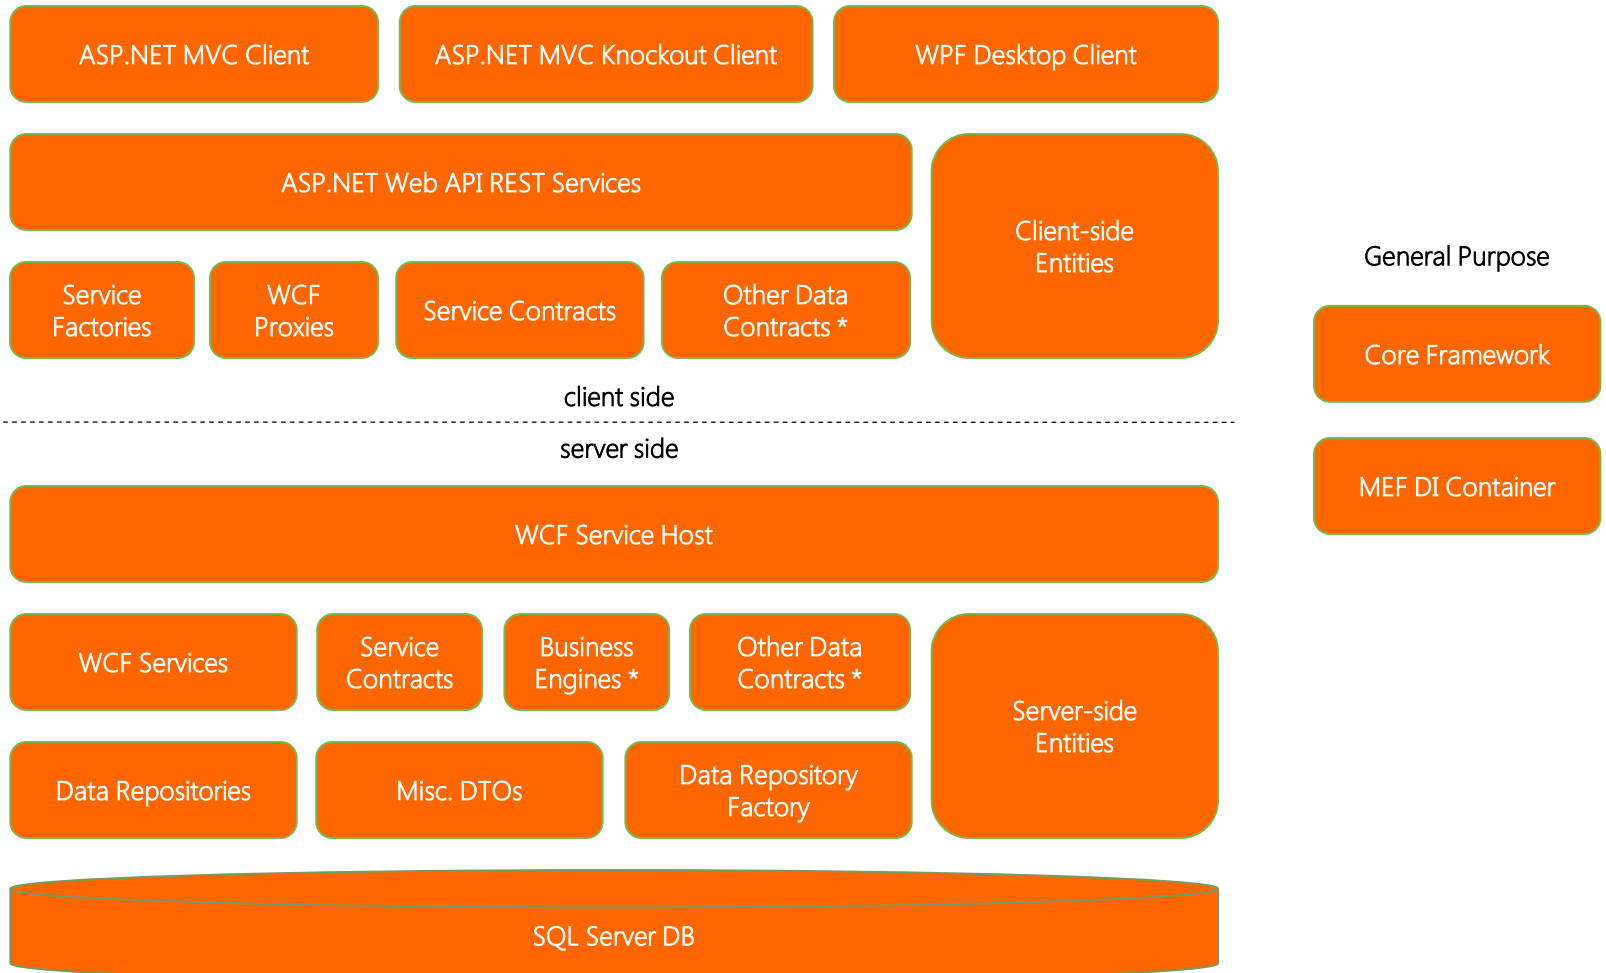 ASP.NET MVC Client
ASP.NET MVC Knockout Client
WPF Desktop Client
ASP.NET Web API REST Services
Client-side
Entities
Service
Factories
WCF
Proxies
Service Contracts
Other Data
Contracts *
client side
server side
WCF Service Host
WCF Services
Service
Contracts
Business
Engines *
Other Data
Contracts *
Server-side
Entities
Data Repositories
Misc. DTOs
Data Repository
Factory
SQL Server DB
General Purpose
Core Framework
MEF DI Container